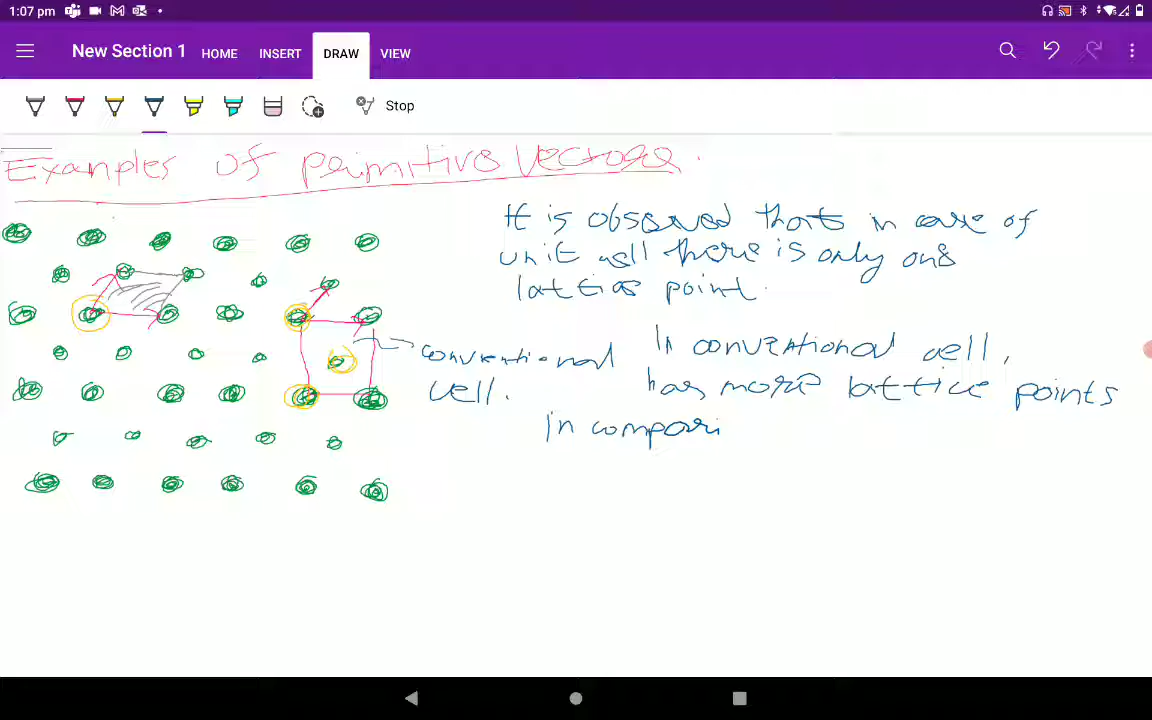 1:07 pm
New Section 1 HOME INSERT DRAW VIEW
Stop
Examples of primitive vectors.
It is observed that in case of
unit cell there is only one
lattice point.
conventional
cell.
In conventional cell,
has more lattice points
In compari